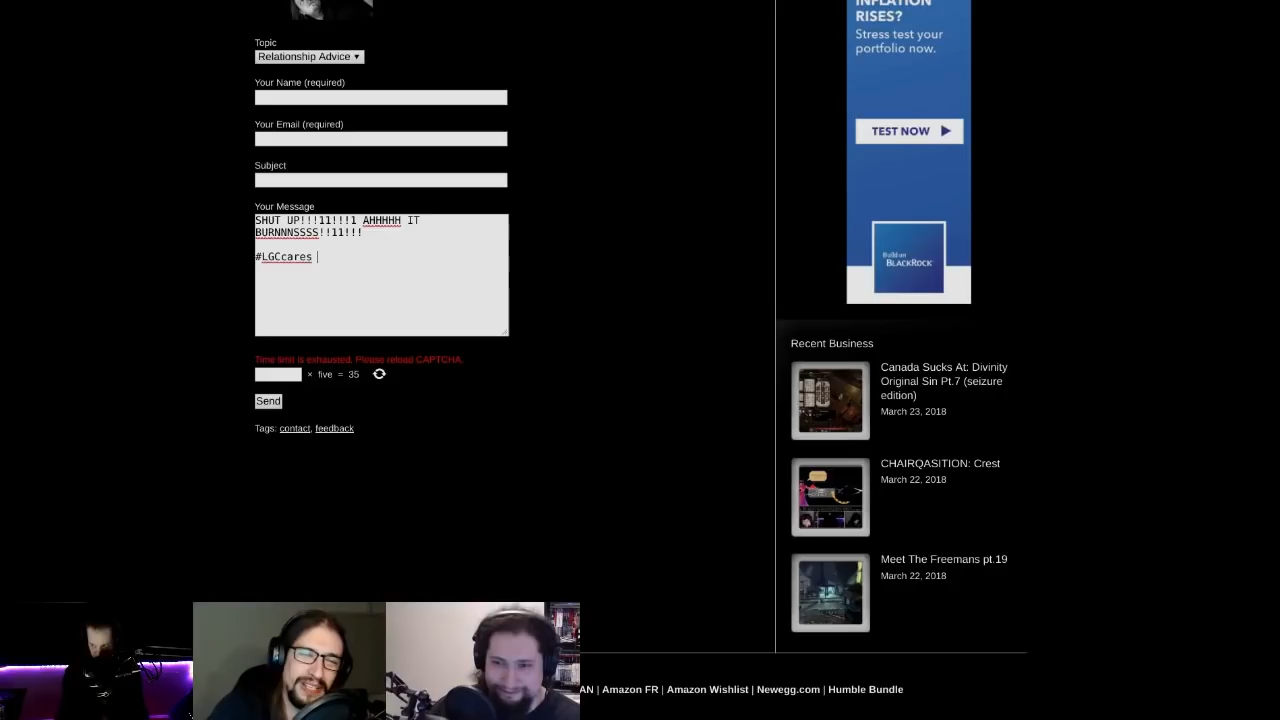 Topic
Relationship Advice ▼
Your Name (required)
Your Email (required)
Subject
Your Message
SHUT UP!!!11!!!1 AHHHHH IT
BURNNNSSSS!!11!!!
#LGCcares
Time limit is exhausted. Please reload CAPTCHA.
× five = 35
Send
Tags: contact, feedback
INFLATION
RISES?
Stress test your
portfolio now.
TEST NOW
Build on
BLACKROCK
Recent Business
Canada Sucks At: Divinity
Original Sin Pt.7 (seizure
edition)
March 23, 2018
CHAIRQASITION: Crest
March 22, 2018
Meet The Freemans pt.19
March 22, 2018
AN | Amazon FR | Amazon Wishlist | Newegg.com | Humble Bundle